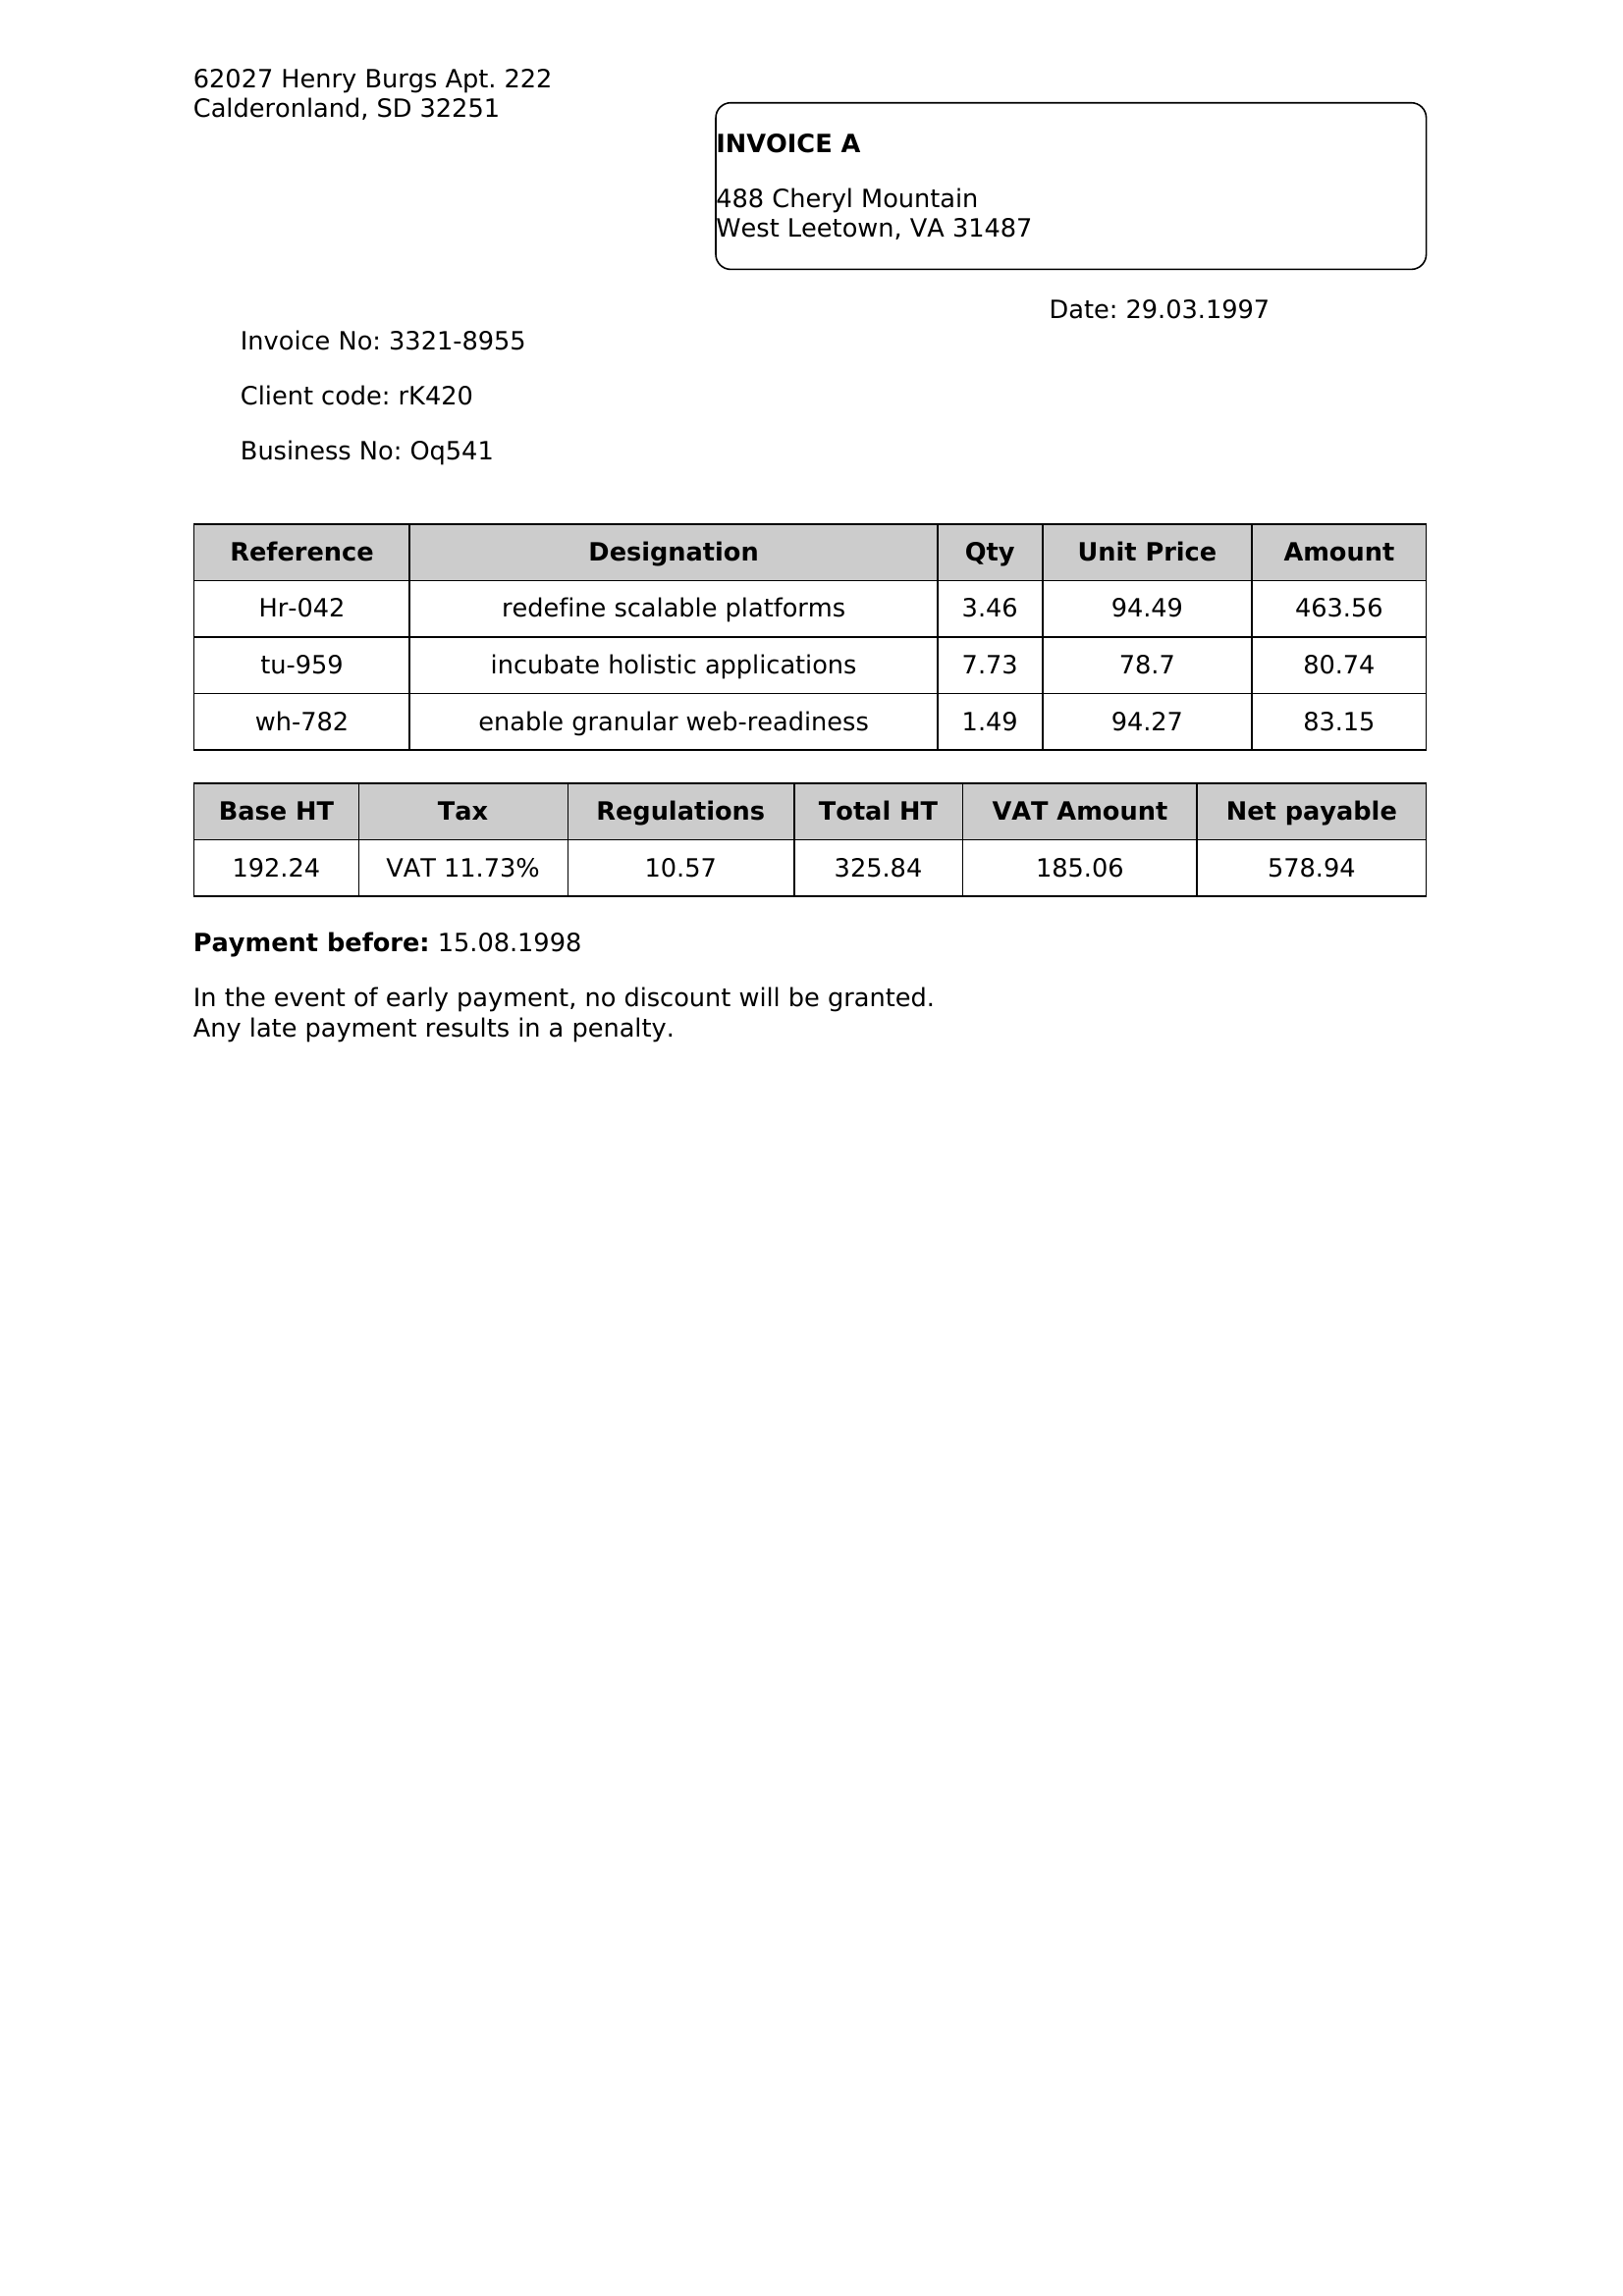 62027 Henry Burgs Apt. 222
Calderonland, SD 32251
INVOICE A
488 Cheryl Mountain
West Leetown, VA 31487
Date: 29.03.1997
Invoice No: 3321-8955
Client code: rK420
Business No: Oq541
Reference Designation Qty Unit Price Amount
Hr-042 redefine scalable platforms 3.46 94.49 463.56
tu-959 incubate holistic applications 7.73 78.7 80.74
wh-782 enable granular web-readiness 1.49 94.27 83.15
Base HT Tax Regulations Total HT VAT Amount Net payable
192.24 VAT 11.73% 10.57 325.84 185.06 578.94
Payment before: 15.08.1998
In the event of early payment, no discount will be granted.
Any late payment results in a penalty.